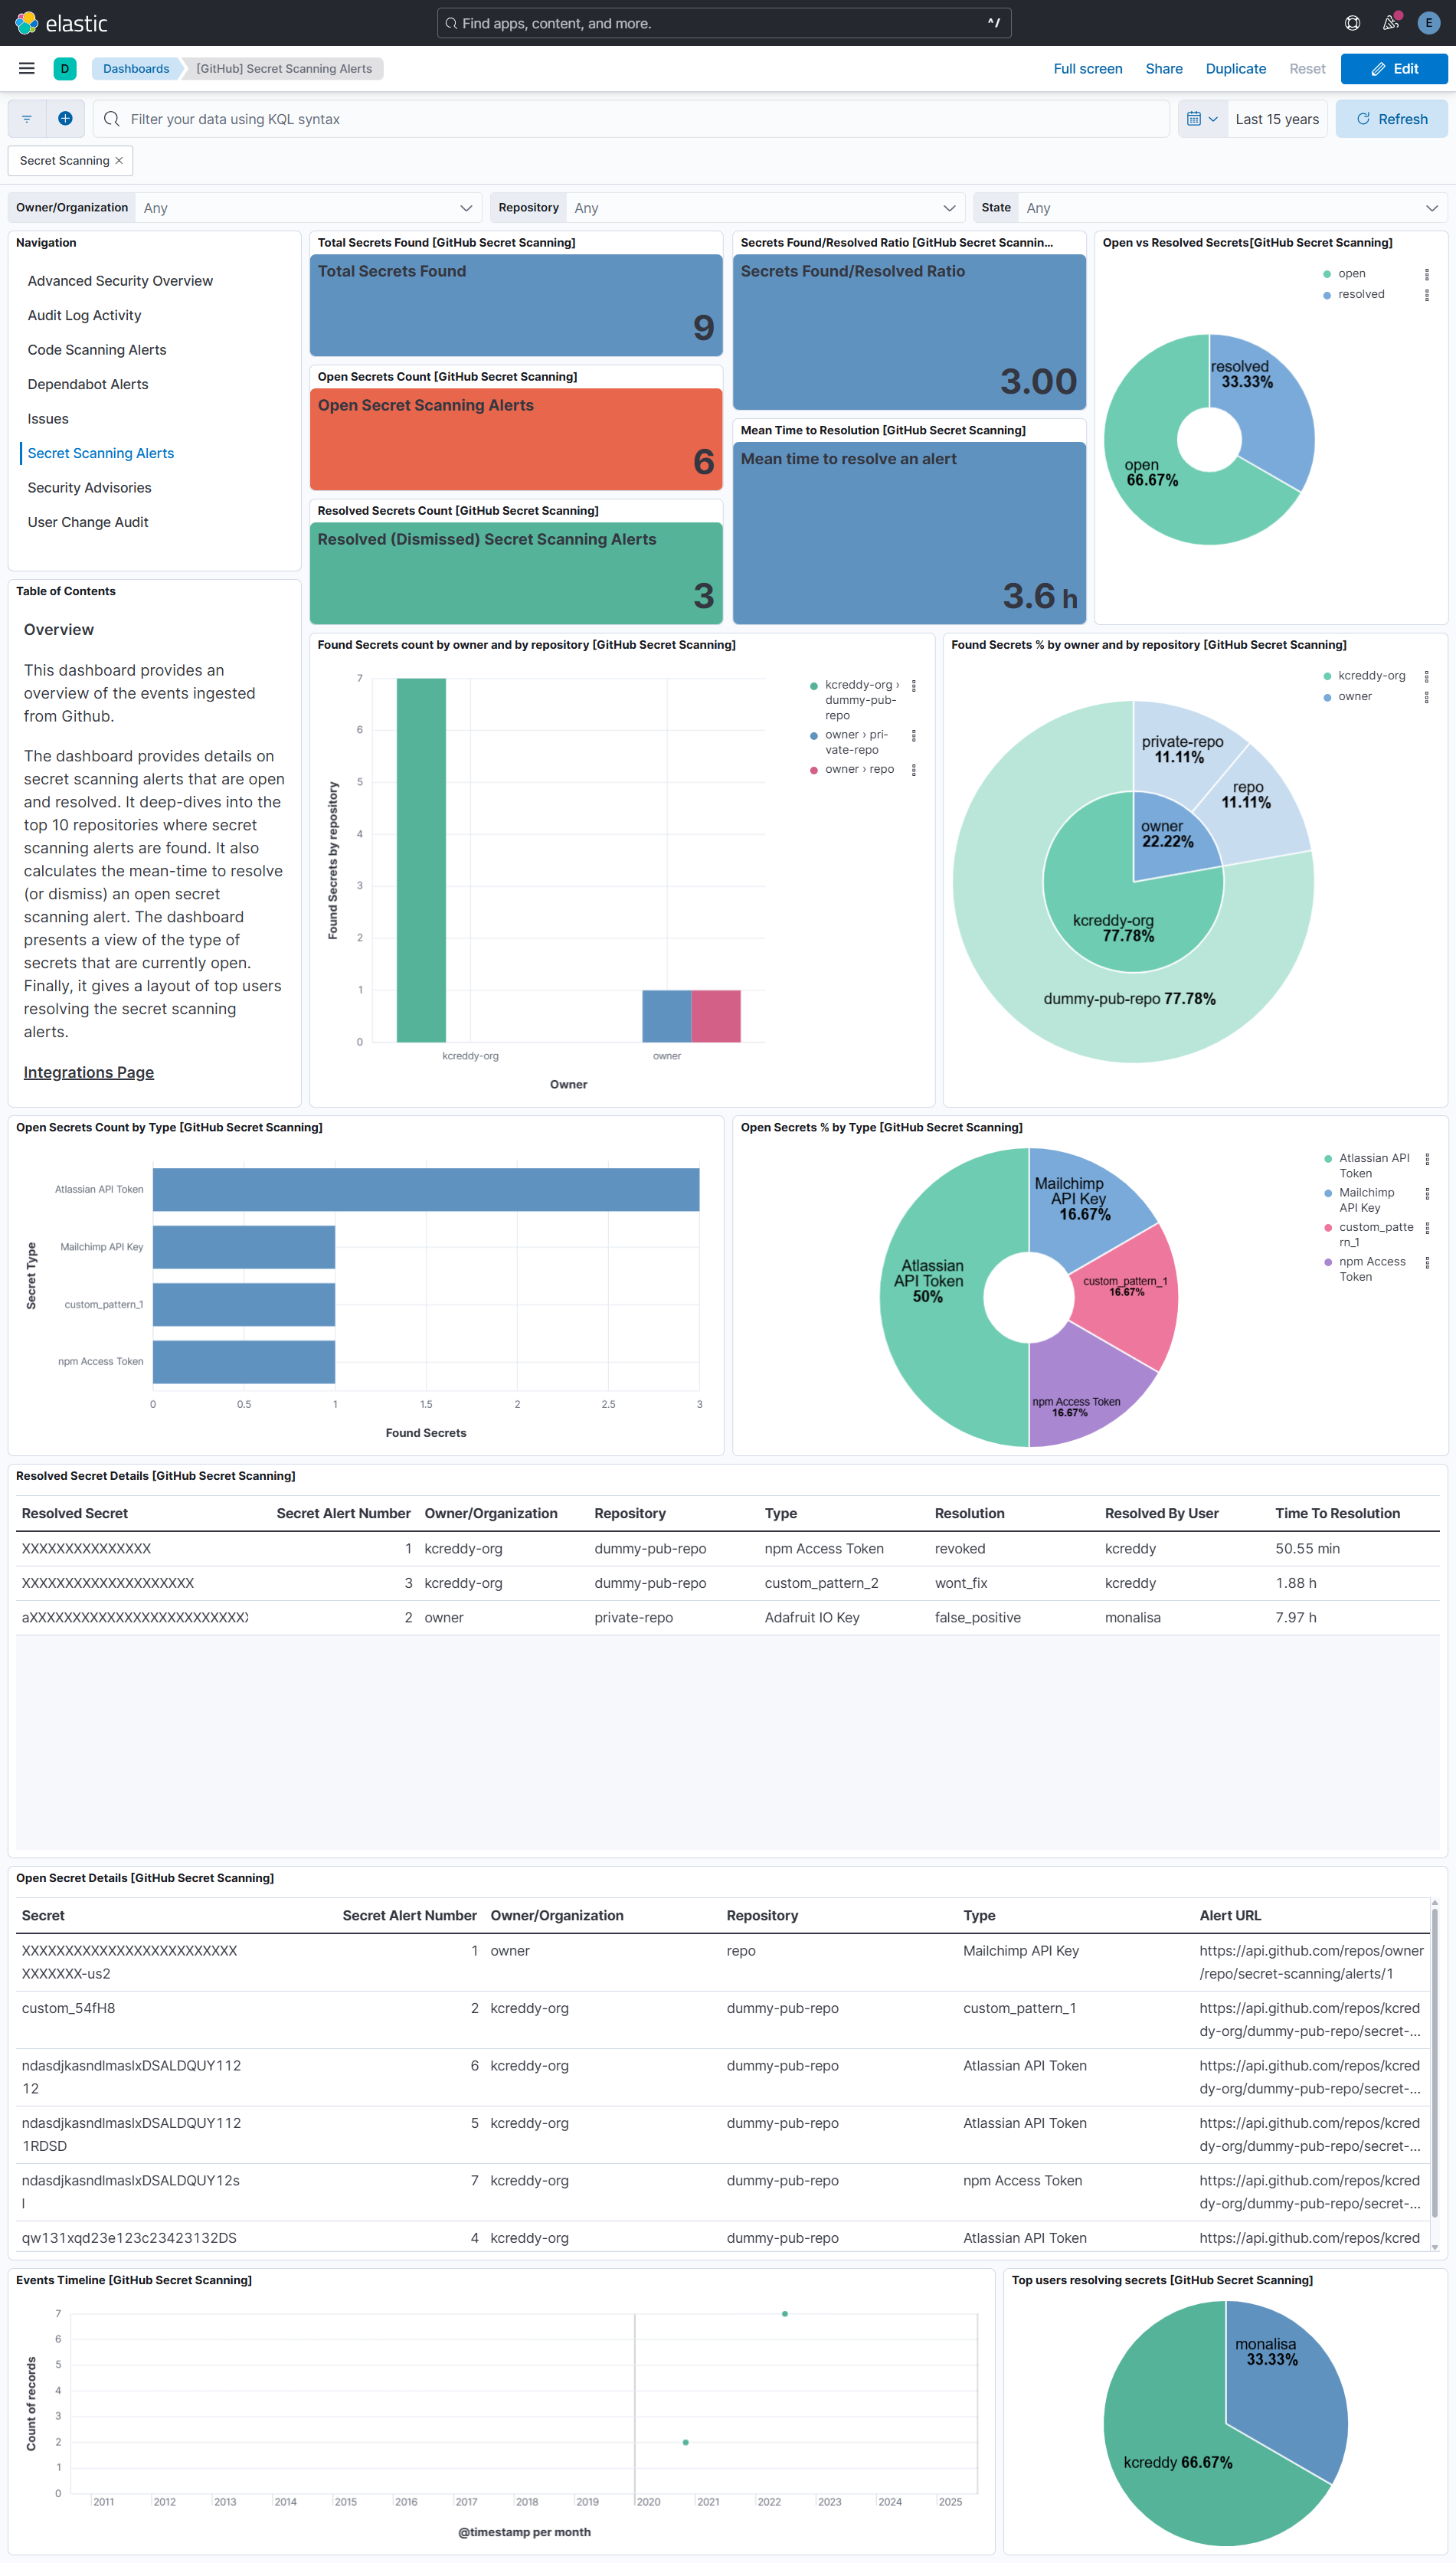 elastic
Find apps, content, and more.
^/
E
D
Dashboards
[GitHub] Secret Scanning Alerts
Full screen
Share
Duplicate
Reset
Edit
Filter your data using KQL syntax
Last 15 years
Refresh
Secret Scanning ×
Owner/Organization
Any
Repository
Any
State
Any
Navigation
Advanced Security Overview
Audit Log Activity
Code Scanning Alerts
Dependabot Alerts
Issues
Secret Scanning Alerts
Security Advisories
User Change Audit
Total Secrets Found [GitHub Secret Scanning]
Total Secrets Found
9
Open Secrets Count [GitHub Secret Scanning]
Open Secret Scanning Alerts
6
Resolved Secrets Count [GitHub Secret Scanning]
Resolved (Dismissed) Secret Scanning Alerts
3
Secrets Found/Resolved Ratio [GitHub Secret Scannin...
Secrets Found/Resolved Ratio
3.00
Mean Time to Resolution [GitHub Secret Scanning]
Mean time to resolve an alert
3.6 h
Open vs Resolved Secrets[GitHub Secret Scanning]
open
resolved
resolved
33.33%
open
66.67%
Table of Contents
Overview
This dashboard provides an
overview of the events ingested
from Github.
The dashboard provides details on
secret scanning alerts that are open
and resolved. It deep-dives into the
top 10 repositories where secret
scanning alerts are found. It also
calculates the mean-time to resolve
(or dismiss) an open secret
scanning alert. The dashboard
presents a view of the type of
secrets that are currently open.
Finally, it gives a layout of top users
resolving the secret scanning
alerts.
Integrations Page
Found Secrets count by owner and by repository [GitHub Secret Scanning]
Found Secrets by repository
7
6
5
4
3
2
1
0
kcreddy-org
owner
Owner
kcreddy-org ›
dummy-pub-
repo
owner › pri-
vate-repo
owner › repo
Found Secrets % by owner and by repository [GitHub Secret Scanning]
kcreddy-org
owner
private-repo
11.11%
repo
11.11%
owner
22.22%
kcreddy-org
77.78%
dummy-pub-repo 77.78%
Open Secrets Count by Type [GitHub Secret Scanning]
Secret Type
Atlassian API Token
Mailchimp API Key
custom_pattern_1
npm Access Token
0
0.5
1
1.5
2
2.5
3
Found Secrets
Open Secrets % by Type [GitHub Secret Scanning]
Mailchimp
API Key
16.67%
Atlassian
API Token
50%
custom_pattern_1
16.67%
npm Access Token
16.67%
Atlassian API
Token
Mailchimp
API Key
custom_patte
rn_1
npm Access
Token
Resolved Secret Details [GitHub Secret Scanning]
Resolved Secret Secret Alert Number Owner/Organization Repository Type Resolution Resolved By User Time To Resolution
XXXXXXXXXXXXXXX 1 kcreddy-org dummy-pub-repo npm Access Token revoked kcreddy 50.55 min
XXXXXXXXXXXXXXXXXXXX 3 kcreddy-org dummy-pub-repo custom_pattern_2 wont_fix kcreddy 1.88 h
aXXXXXXXXXXXXXXXXXXXXXXXXX 2 owner private-repo Adafruit IO Key false_positive monalisa 7.97 h
Open Secret Details [GitHub Secret Scanning]
Secret Secret Alert Number Owner/Organization Repository Type Alert URL
XXXXXXXXXXXXXXXXXXXXXXXXX 1 owner repo Mailchimp API Key https://api.github.com/repos/owner
XXXXXXX-us2 /repo/secret-scanning/alerts/1
custom_54fH8 2 kcreddy-org dummy-pub-repo custom_pattern_1 https://api.github.com/repos/kcred
dy-org/dummy-pub-repo/secret-...
ndasdjkasndlmaslxDSALDQUY112 6 kcreddy-org dummy-pub-repo Atlassian API Token https://api.github.com/repos/kcred
12 dy-org/dummy-pub-repo/secret-...
ndasdjkasndlmaslxDSALDQUY112 5 kcreddy-org dummy-pub-repo Atlassian API Token https://api.github.com/repos/kcred
1RDSD dy-org/dummy-pub-repo/secret-...
ndasdjkasndlmaslxDSALDQUY12s 7 kcreddy-org dummy-pub-repo npm Access Token https://api.github.com/repos/kcred
l dy-org/dummy-pub-repo/secret-...
qw131xqd23e123c23423132DS 4 kcreddy-org dummy-pub-repo Atlassian API Token https://api.github.com/repos/kcred
Events Timeline [GitHub Secret Scanning]
Count of records
7
6
5
4
3
2
1
0
2011
2012
2013
2014
2015
2016
2017
2018
2019
2020
2021
2022
2023
2024
2025
@timestamp per month
Top users resolving secrets [GitHub Secret Scanning]
monalisa
33.33%
kcreddy 66.67%